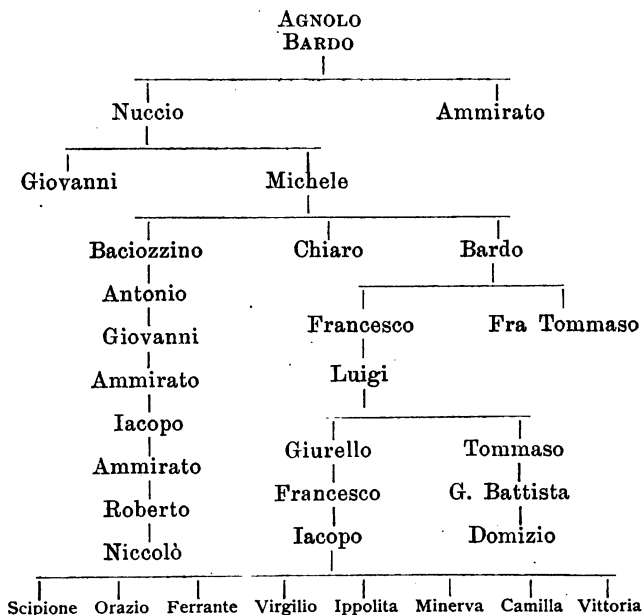 AGNOLO
BARDO
Nuccio Ammirato
Giovanni Michele
Baciozzino Chiaro Bardo
Antonio
Francesco Fra Tommaso
Giovanni
Luigi
Ammirato
Iacopo
Giurello Tommaso
Ammirato
Francesco G. Battista
Roberto
Iacopo Domizio
Niccolò
Scipione Orazio Ferrante Virgilio Ippolita Minerva Camilla Vittoria